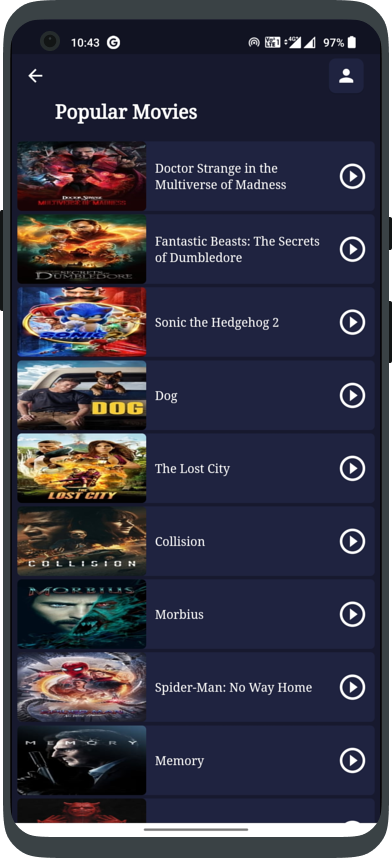 10:43 G 4G 97%
Popular Movies
DOCTOR STRANGE
MULTIVERSE OF MADNESS
Doctor Strange in the
Multiverse of Madness
SECRETS
DUMBLEDORE
Fantastic Beasts: The Secrets
of Dumbledore
Sonic the Hedgehog 2
DOG
Dog
LOST CITY
The Lost City
COLLISION
Collision
MORBIUS
Morbius
Spider-Man: No Way Home
MEMORY
Memory